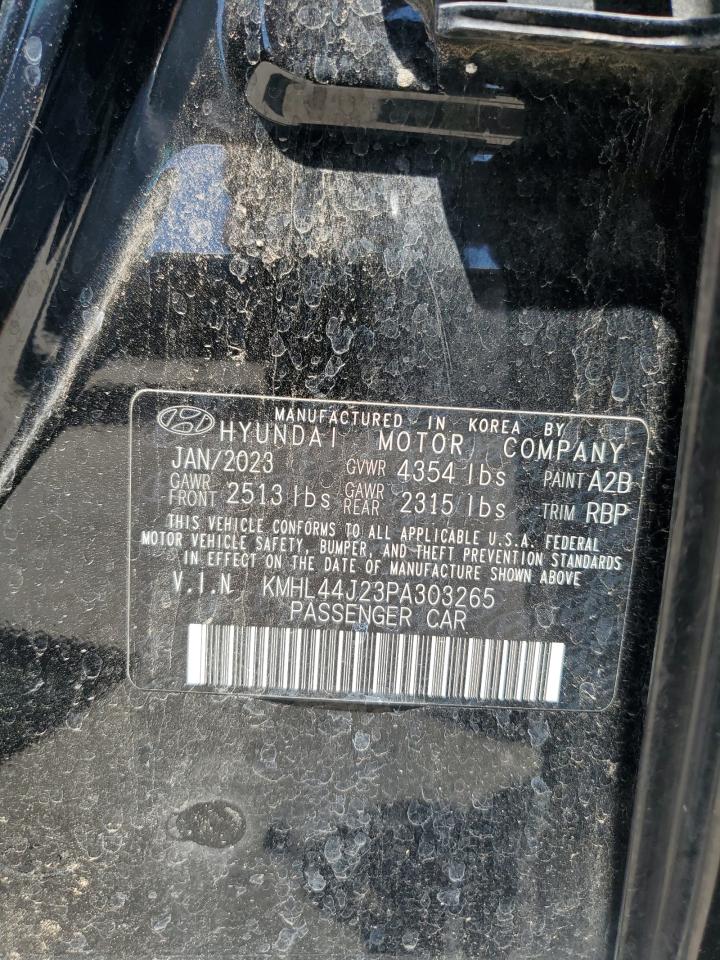 MANUFACTURED IN KOREA BY
HYUNDAI MOTOR COMPANY
JAN/2023 GVWR 4354 lbs PAINT A2B
GAWR FRONT 2513 lbs GAWR REAR 2315 lbs TRIM RBP
THIS VEHICLE CONFORMS TO ALL APPLICABLE U.S.A. FEDERAL
MOTOR VEHICLE SAFETY, BUMPER, AND THEFT PREVENTION STANDARDS
IN EFFECT ON THE DATE OF MANUFACTURE SHOWN ABOVE
V.I.N KMHL44J23PA303265
PASSENGER CAR